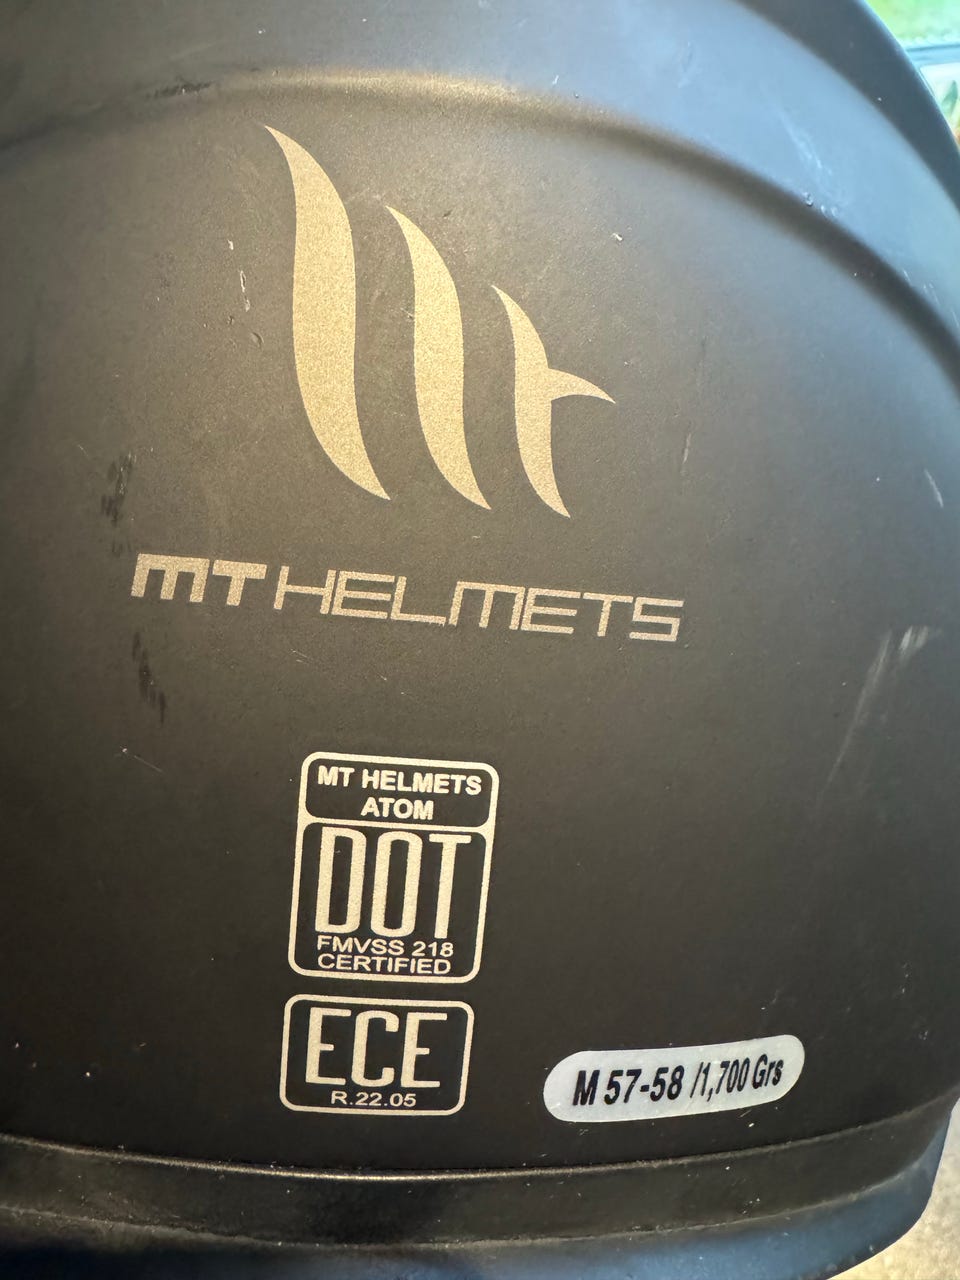 MT HELMETS
MT HELMETS
ATOM
DOT
FMVSS 218
CERTIFIED
ECE
R.22.05
M 57-58 /1,700 Grs